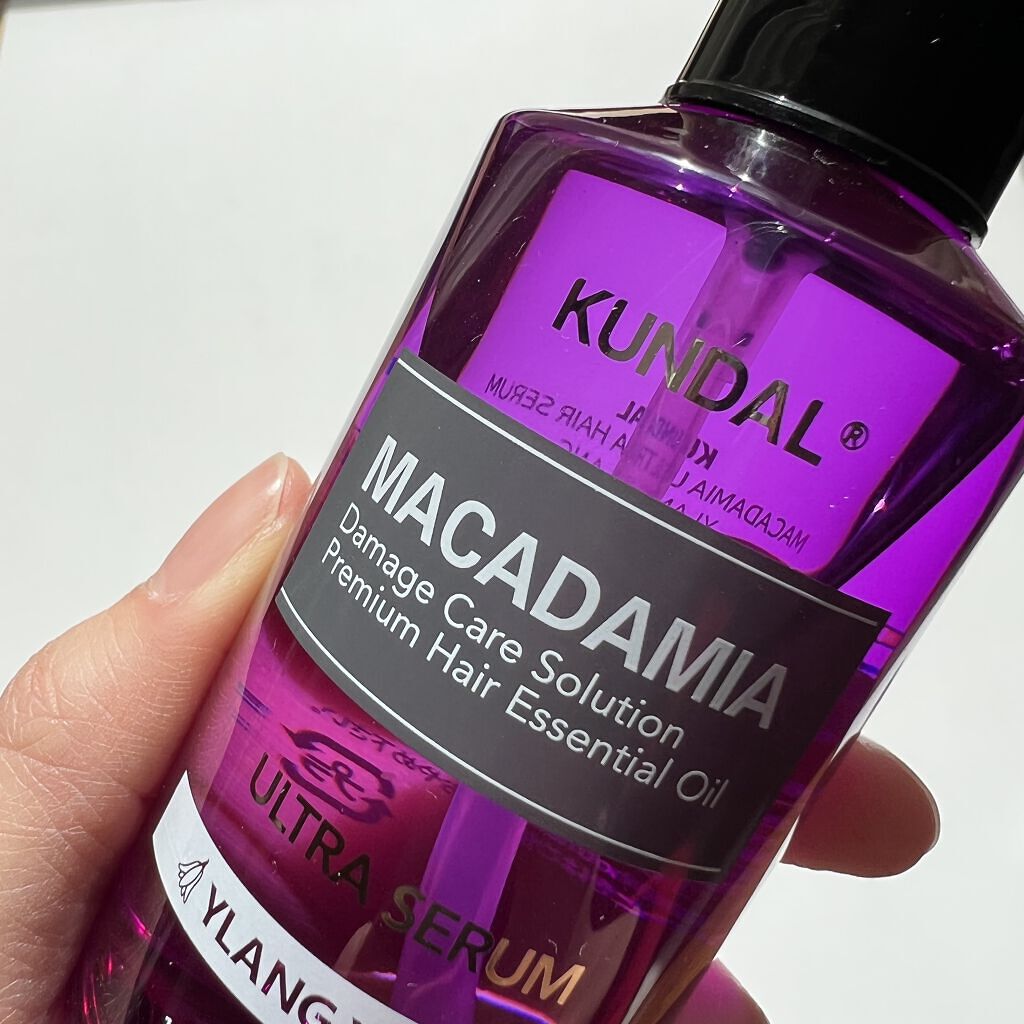 KUNDAL®
MACADAMIA
Damage Care Solution
Premium Hair Essential Oil
ULTRA SERUM
YLANG